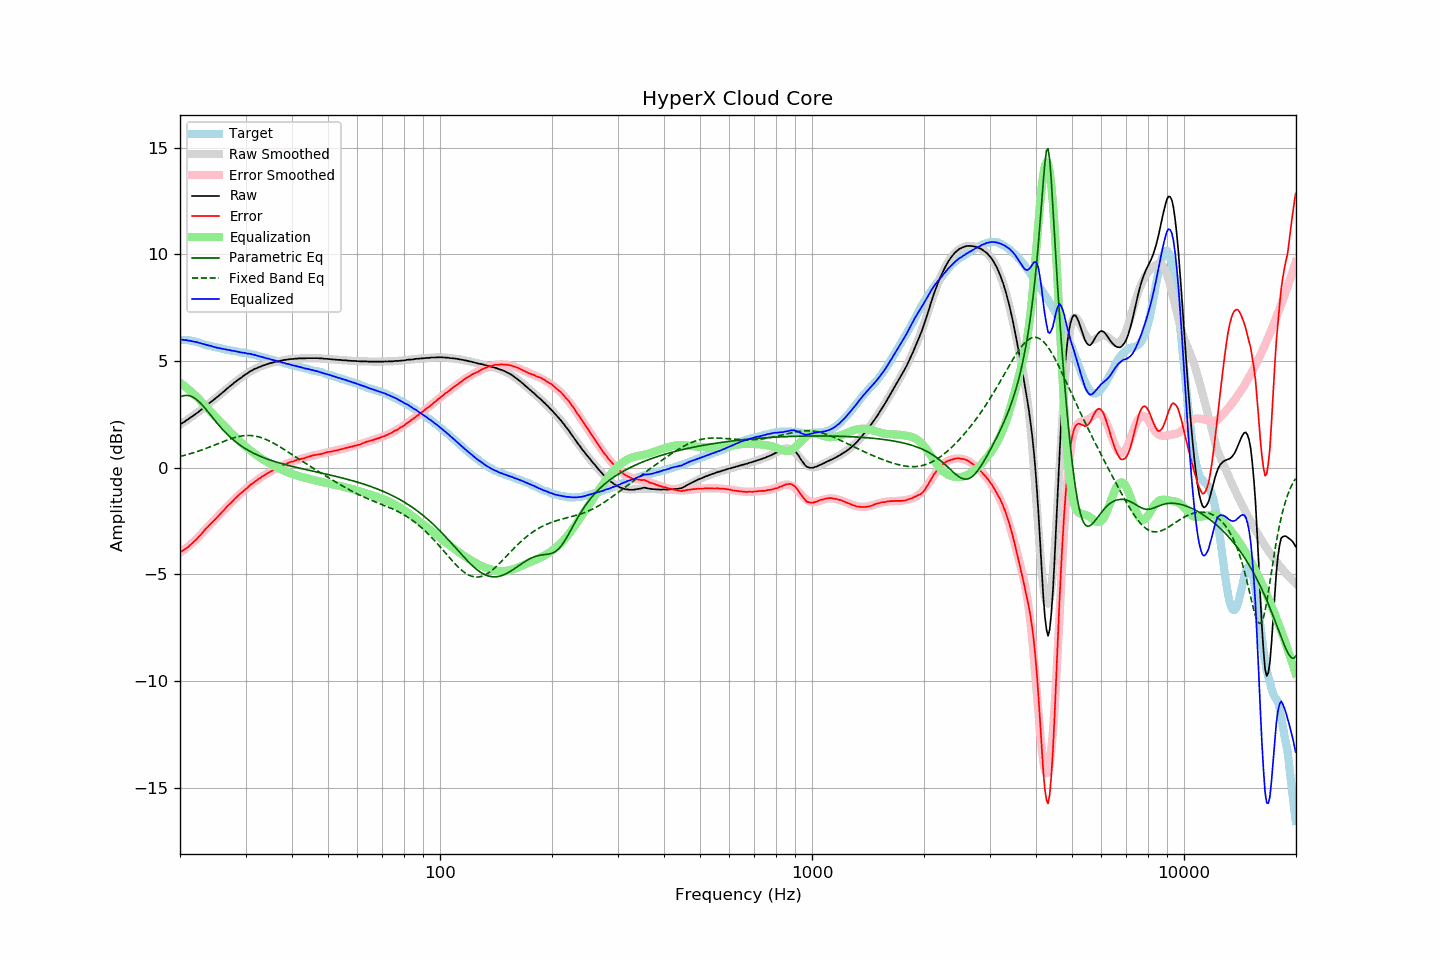 HyperX Cloud Core
Target
Raw Smoothed
Error Smoothed
Raw
Error
Equalization
Parametric Eq
Fixed Band Eq
Equalized
15
10
5
0
−5
−10
−15
Amplitude (dBr)
100
1000
10000
Frequency (Hz)